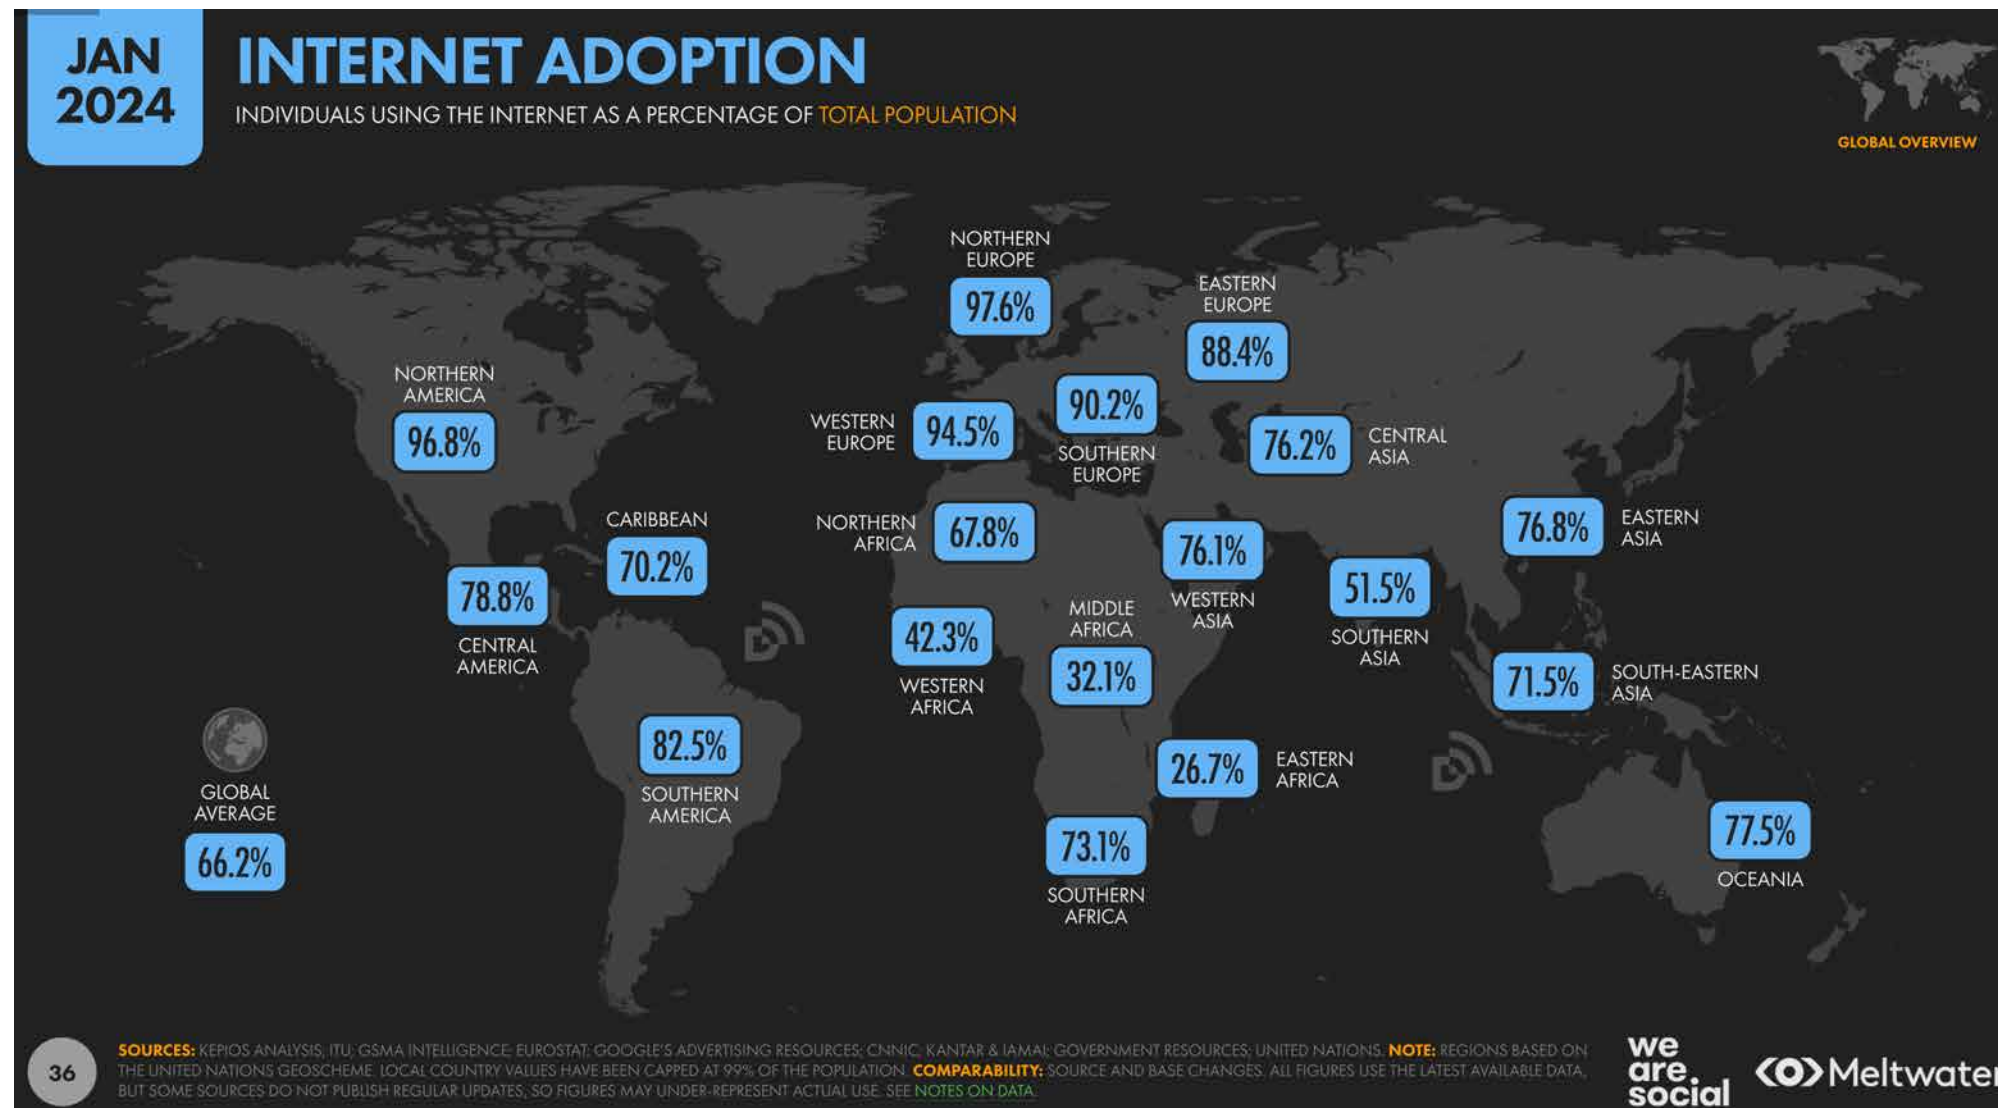 JAN
2024
INTERNET ADOPTION
INDIVIDUALS USING THE INTERNET AS A PERCENTAGE OF TOTAL POPULATION
GLOBAL OVERVIEW
NORTHERN
EUROPE
97.6%
EASTERN
EUROPE
88.4%
NORTHERN
AMERICA
96.8%
WESTERN
EUROPE
94.5%
90.2%
SOUTHERN
EUROPE
76.2%
CENTRAL
ASIA
CARIBBEAN
70.2%
NORTHERN
AFRICA
67.8%
76.1%
WESTERN
ASIA
76.8%
EASTERN
ASIA
78.8%
CENTRAL
AMERICA
42.3%
WESTERN
AFRICA
MIDDLE
AFRICA
32.1%
51.5%
SOUTHERN
ASIA
71.5%
SOUTH-EASTERN
ASIA
82.5%
SOUTHERN
AMERICA
26.7%
EASTERN
AFRICA
GLOBAL
AVERAGE
66.2%
73.1%
SOUTHERN
AFRICA
77.5%
OCEANIA
36
SOURCES: KEPIOS ANALYSIS; ITU; GSMA INTELLIGENCE; EUROSTAT; GOOGLE'S ADVERTISING RESOURCES; CNNIC; KANTAR & IAMAI; GOVERNMENT RESOURCES; UNITED NATIONS. NOTE: REGIONS BASED ON
THE UNITED NATIONS GEOSCHEME. LOCAL COUNTRY VALUES HAVE BEEN CAPPED AT 99% OF THE POPULATION. COMPARABILITY: SOURCE AND BASE CHANGES. ALL FIGURES USE THE LATEST AVAILABLE DATA,
BUT SOME SOURCES DO NOT PUBLISH REGULAR UPDATES, SO FIGURES MAY UNDER-REPRESENT ACTUAL USE. SEE NOTES ON DATA.
we
are.
social
Meltwater